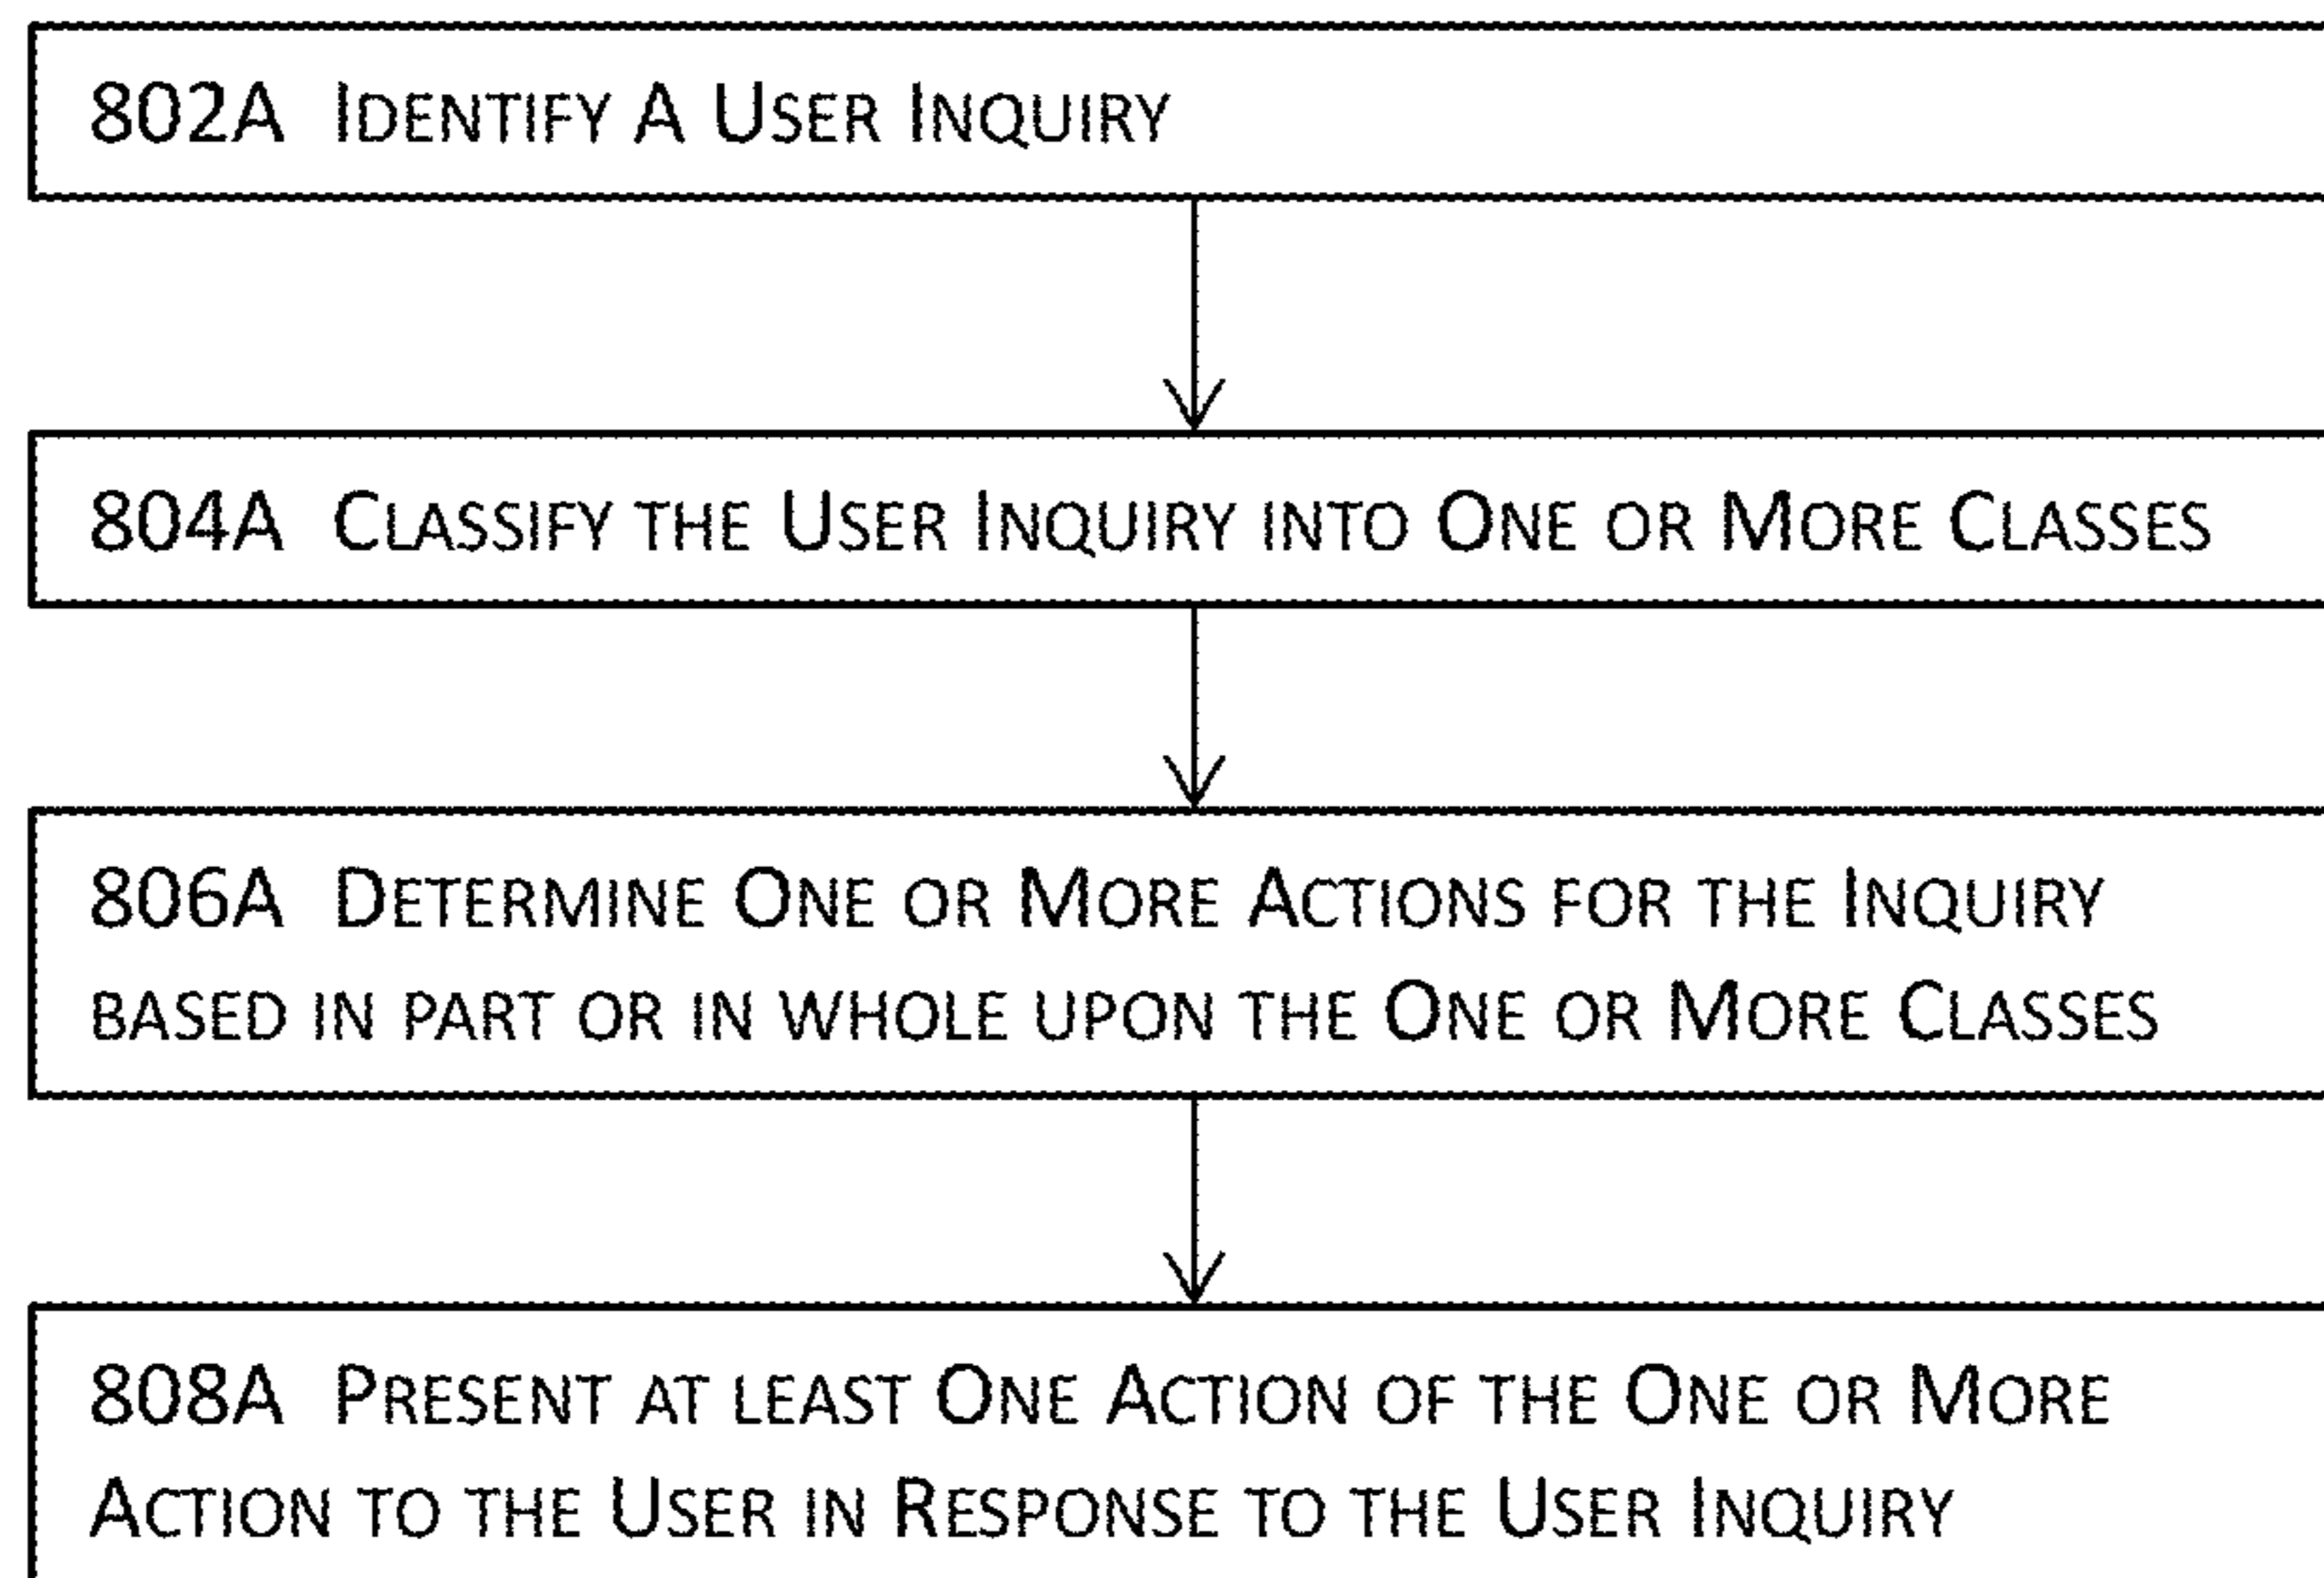 802A Identify A User Inquiry
804A Classify the User Inquiry into One or More Classes
806A Determine One or More Actions for the Inquiry
based in part or in whole upon the One or More Classes
808A Present at least One Action of the One or More
Action to the User in Response to the User Inquiry